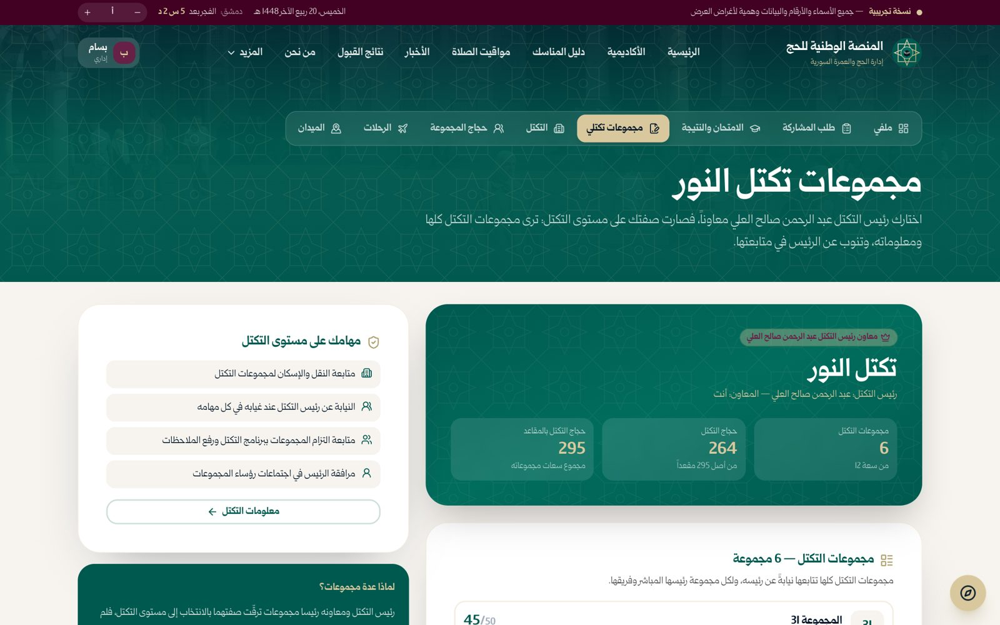 نسخة تجريبية — جميع الأسماء والأرقام والبيانات وهمية لأغراض العرض
الخميس، 20 ربيع الآخر 1448 هـ
دمشق: الفجر بعد 5 س 2 د
− أ +
المنصة الوطنية للحج
إدارة الحج والعمرة السورية
الرئيسية
الأكاديمية
دليل المناسك
مواقيت الصلاة
الأخبار
نتائج القبول
من نحن
المزيد
ب
بسام
إداري
ملفي
طلب المشاركة
الامتحان والنتيجة
مجموعات تكتلي
التكتل
حجاج المجموعة
الرحلات
الميدان
مجموعات تكتل النور
اختارك رئيس التكتل عبد الرحمن صالح العلي معاوناً، فصارت صفتك على مستوى التكتل: ترى مجموعات التكتل كلها
ومعلوماته، وتنوب عن الرئيس في متابعتها.
معاون رئيس التكتل عبد الرحمن صالح العلي
تكتل النور
رئيس التكتل: عبد الرحمن صالح العلي — المعاون: أنت
مجموعات التكتل
6
من سعة 12
حجاج التكتل
264
من أصل 295 مقعداً
حجاج التكتل بالمقاعد
295
مجموع سعات مجموعاته
مجموعات التكتل — 6 مجموعة
مجموعات التكتل كلها تتابعها نيابةً عن رئيسه، ولكل مجموعة رئيسها المباشر وفريقها.
31
المجموعة 31
45/50
مهامك على مستوى التكتل
متابعة النقل والإسكان لمجموعات التكتل
النيابة عن رئيس التكتل عند غيابه في كل مهامه
متابعة التزام المجموعات ببرنامج التكتل ورفع الملاحظات
مرافقة الرئيس في اجتماعات رؤساء المجموعات
معلومات التكتل
لماذا عدة مجموعات؟
رئيس التكتل ومعاونه رئيسا مجموعات ترقّت صفتهما بالانتخاب إلى مستوى التكتل، فلم